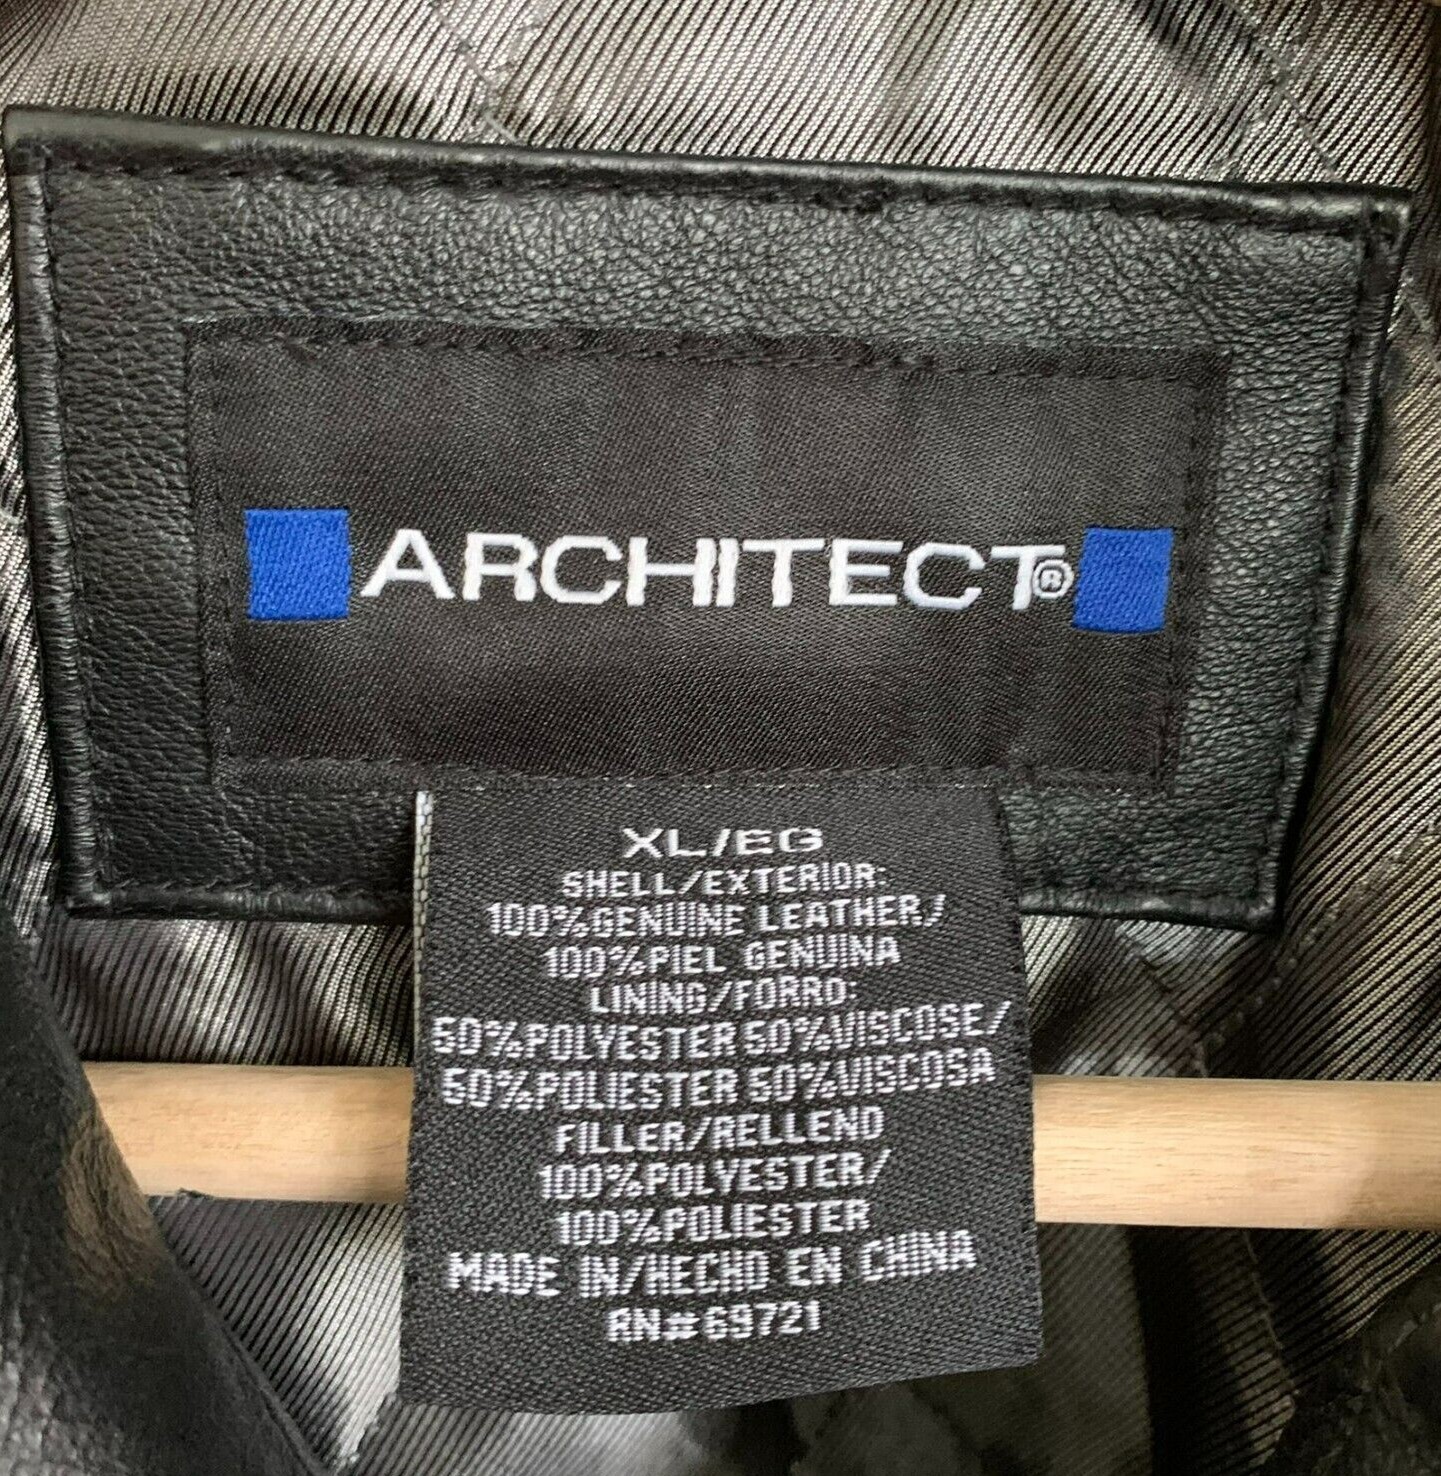 ARCHITECT®
XL/EG
SHELL/EXTERIOR:
100%GENUINE LEATHER/
100%PIEL GENUINA
LINING/FORRO:
50%POLYESTER 50%VISCOSE/
50%POLIESTER 50%VISCOSA
FILLER/RELLENO
100%POLYESTER/
100%POLIESTER
MADE IN/HECHO EN CHINA
RN#69721